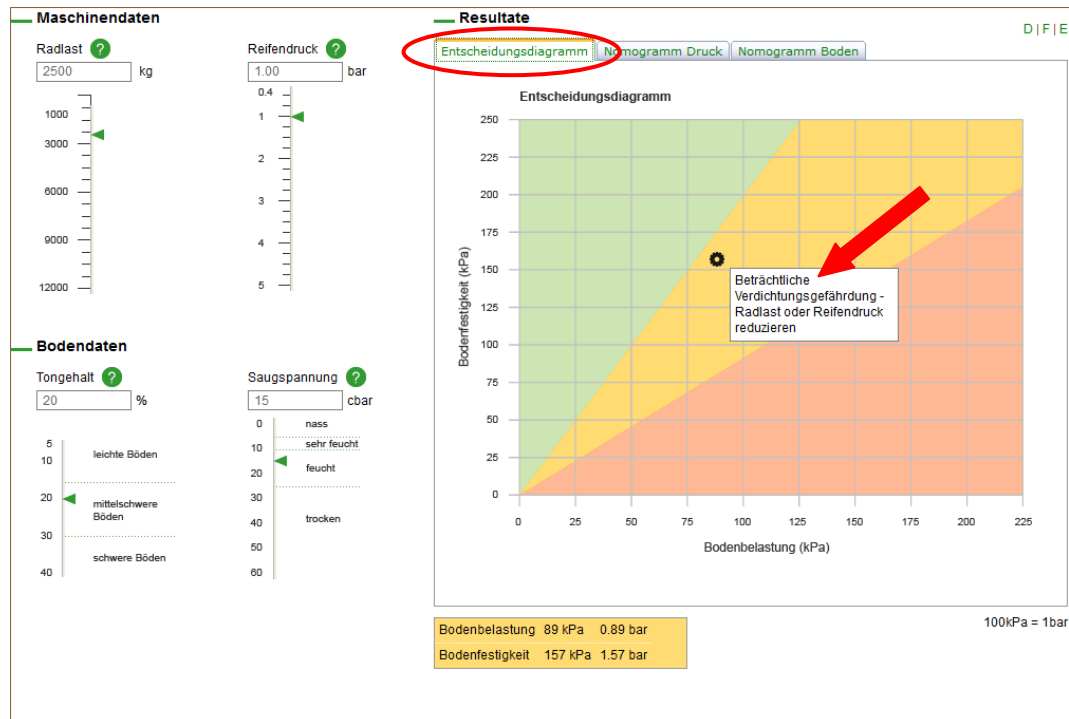 Maschinendaten
Radlast ?
2500 kg
1000
3000
6000
9000
12000
Reifendruck ?
1.00 bar
0.4
1
2
3
4
5
Bodendaten
Tongehalt ?
20 %
5
10
20
30
40
leichte Böden
mittelschwere
Böden
schwere Böden
Saugspannung ?
15 cbar
0
10
20
30
40
50
60
nass
sehr feucht
feucht
trocken
Resultate
D | F | E
Entscheidungsdiagramm
Nomogramm Druck
Nomogramm Boden
Entscheidungsdiagramm
Bodenfestigkeit (kPa)
250
225
200
175
150
125
100
75
50
25
0
Beträchtliche
Verdichtungsgefährdung -
Radlast oder Reifendruck
reduzieren
0 25 50 75 100 125 150 175 200 225
Bodenbelastung (kPa)
Bodenbelastung 89 kPa 0.89 bar
Bodenfestigkeit 157 kPa 1.57 bar
100kPa = 1bar